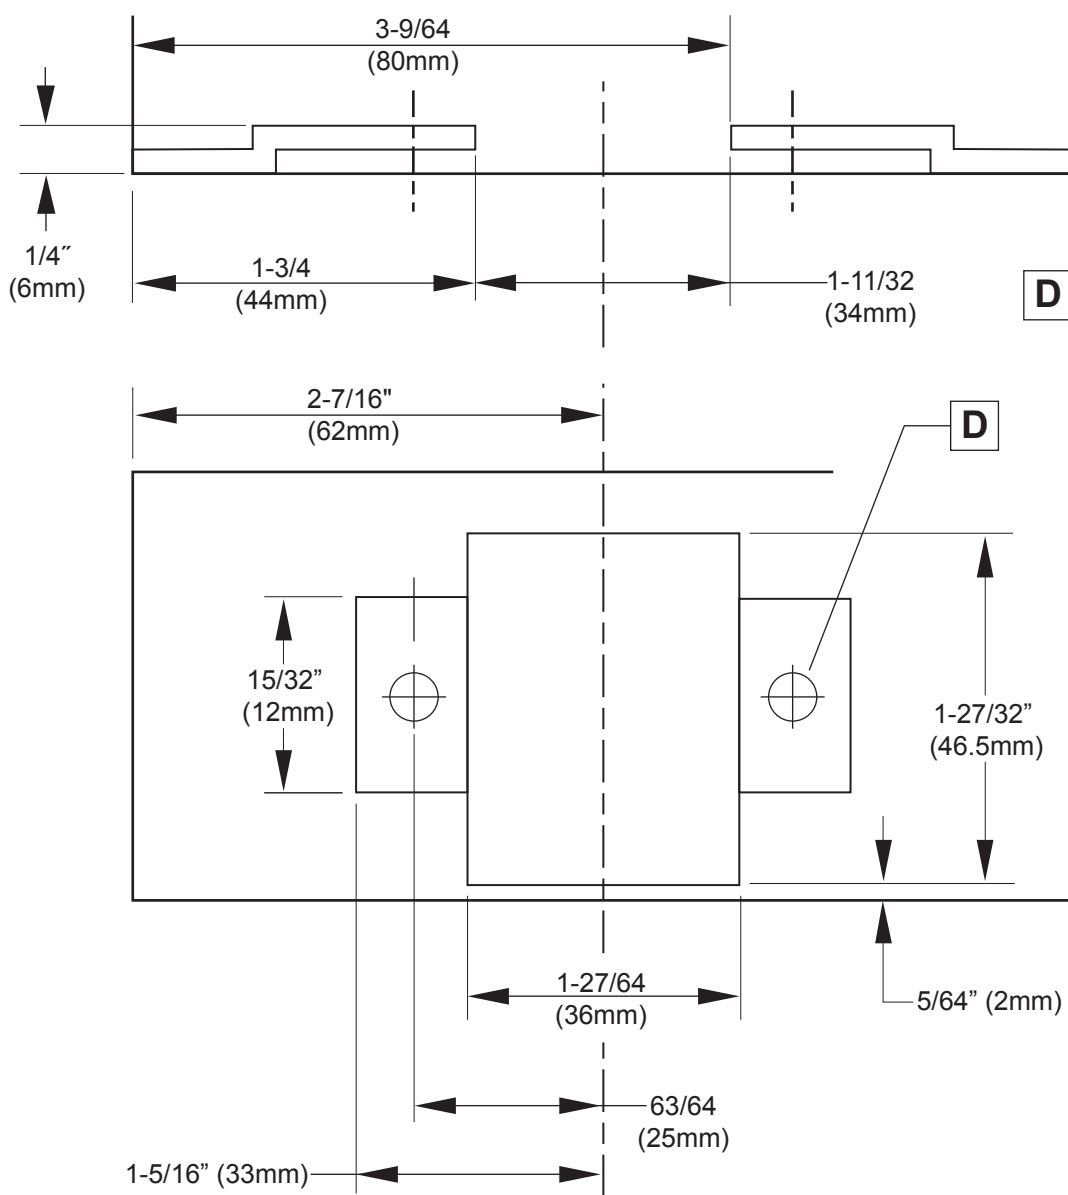 3-9/64
(80mm)
1/4″
(6mm)
1-3/4
(44mm)
1-11/32
(34mm)
D
2-7/16"
(62mm)
D
15/32”
(12mm)
1-27/32”
(46.5mm)
1-27/64
(36mm)
5/64” (2mm)
63/64
(25mm)
1-5/16” (33mm)